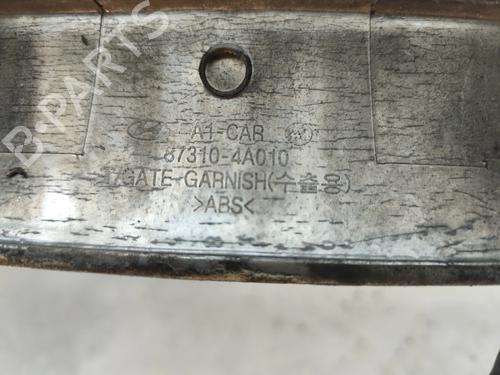 B-PARTS
A1-CAR
87310-4A010
T/GATE GARNISH(수출용)
>ABS<